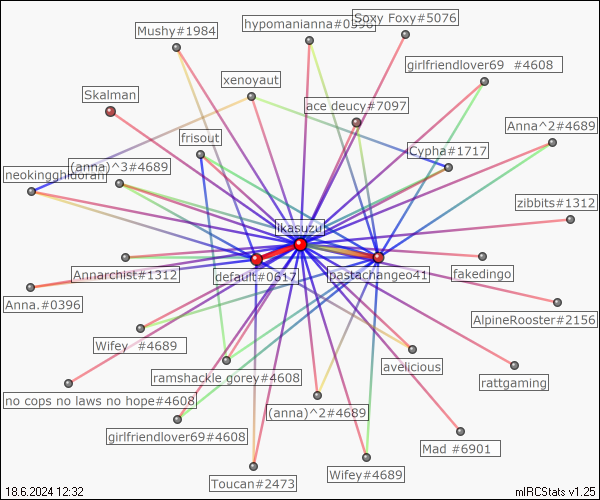 Soxy Foxy#5076
hypomanianna#0396
Mushy#1984
girlfriendlover69 #4608
xenoyaut
Skalman
ace deucy#7097
Anna^2#4689
frisout
Cypha#1717
(anna)^3#4689
neokingghidorah
zibbits#1312
ikasuzu
Annarchist#1312
default#0617
pastachangeo41
fakedingo
Anna.#0396
AlpineRooster#2156
Wifey #4689
avelicious
ramshackle gorey#4608
rattgaming
no cops no laws no hope#4608
(anna)^2#4689
girlfriendlover69#4608
Mad #6901
Toucan#2473
Wifey#4689
18.6.2024 12:32
mIRCStats v1.25